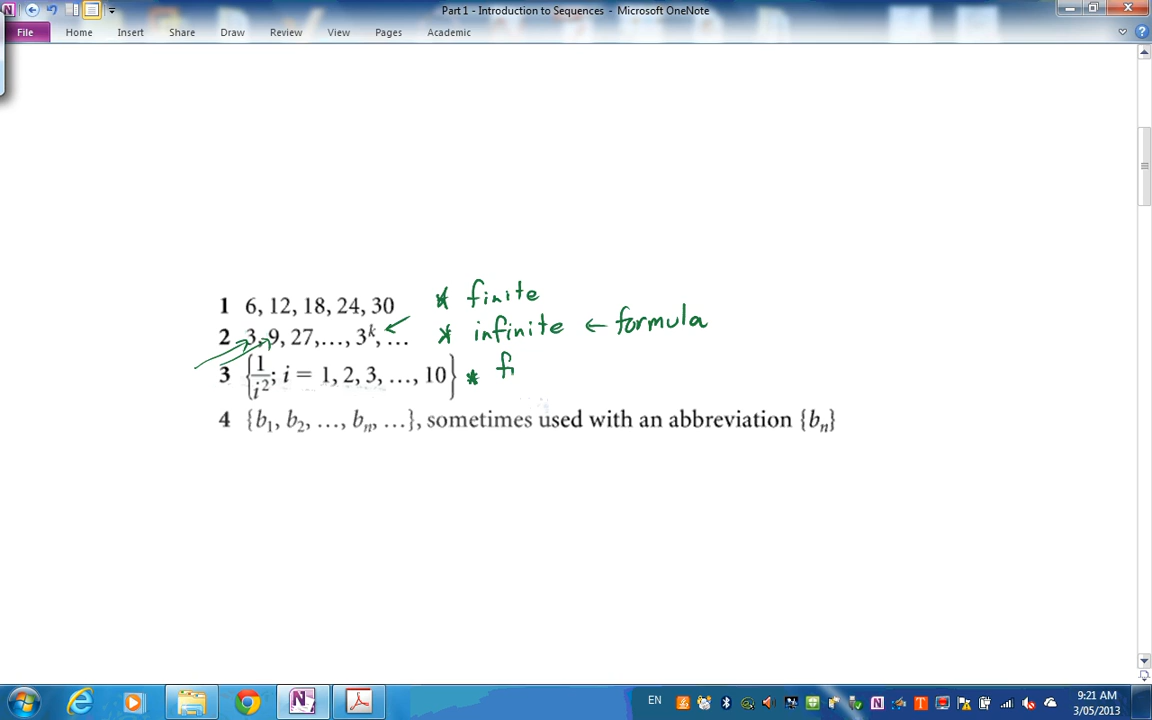 Part 1 - Introduction to Sequences - Microsoft OneNote
File Home Insert Share Draw Review View Pages Academic
1 6, 12, 18, 24, 30 * finite
2 3, 9, 27,…, 3^k, … * infinite ← formula
3 {1/i²; i = 1, 2, 3, …, 10} * fi
4 {b₁, b₂, …, bₙ, …}, sometimes used with an abbreviation {bₙ}
EN
9:21 AM
3/05/2013